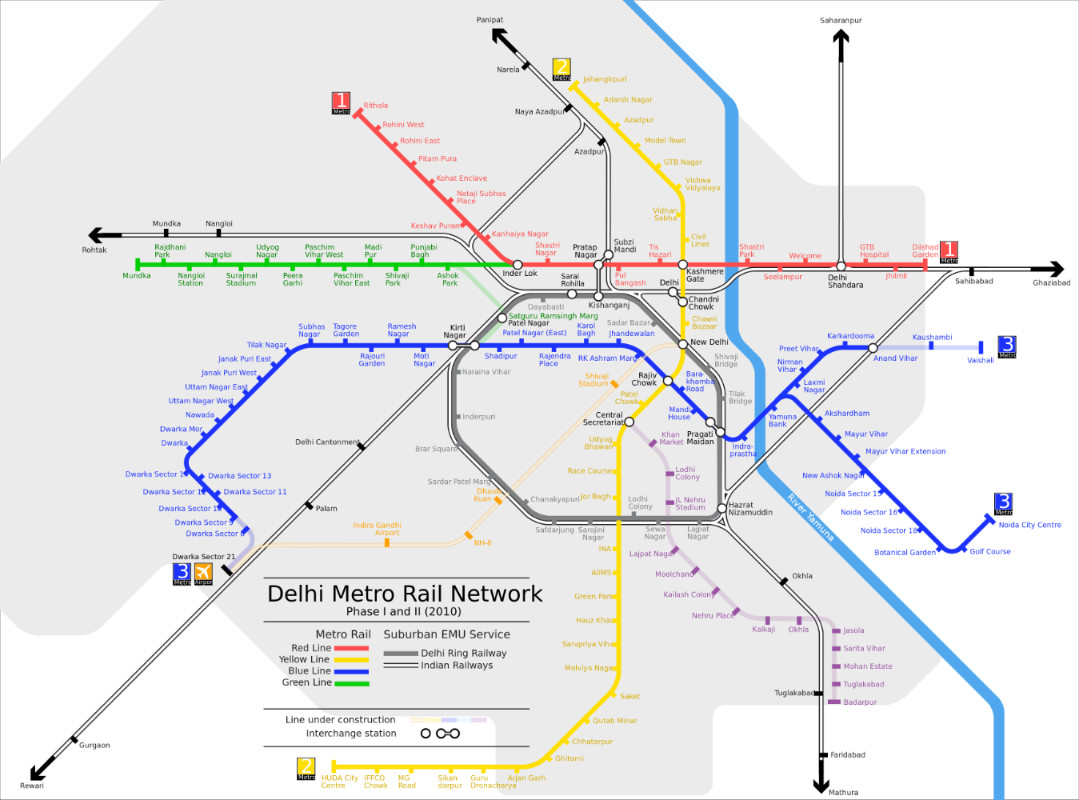 Panipat
Saharanpur
Narela
2
Metro
Jahangirpuri
Adarsh Nagar
Naya Azadpur
Azadpur
1
Metro
Rithala
Rohini West
Rohini East
Pitam Pura
Kohat Enclave
Netaji Subhas
Place
Keshav Puram
Kanhaiya Nagar
Azadpur
Model Town
GTB Nagar
Vishwa
Vidyalaya
Vidhan
Sabha
Civil
Lines
Mundka
Nangloi
Rohtak
Rajdhani
Park
Nangloi
Udyog
Nagar
Paschim
Vihar West
Madi
Pur
Punjabi
Bagh
Mundka
Nangloi
Station
Surajmal
Stadium
Peera
Garhi
Paschim
Vihar East
Shivaji
Park
Ashok
Park
Inder Lok
Shastri
Nagar
Pratap
Nagar
Subzi
Mandi
Tis
Hazari
Pul
Bangash
Kashmere
Gate
Shastri
Park
Seelampur
Welcome
Delhi
Shahdara
GTB
Hospital
Jhilmil
Dilshad
Garden
1
Metro
Sahibabad
Ghaziabad
Sarai
Rohilla
Kishanganj
Delhi
Chandni
Chowk
Dayabasti
Satguru Ramsingh Marg
Patel Nagar
Sadar Bazar
Chawri
Bazaar
New Delhi
Subhas
Nagar
Tagore
Garden
Ramesh
Nagar
Kirti
Nagar
Patel Nagar (East)
Karol
Bagh
Jhandewalan
Tilak Nagar
Janak Puri East
Janak Puri West
Uttam Nagar East
Uttam Nagar West
Nawada
Dwarka Mor
Dwarka
Rajouri
Garden
Moti
Nagar
Shadipur
Rajendra
Place
RK Ashram Marg
Naraina Vihar
Shivaji
Stadium
Rajiv
Chowk
Bara-
khamba
Road
Shivaji
Bridge
Tilak
Bridge
Patel
Chowk
Mandi
House
Central
Secretariat
Pragati
Maidan
Indra-
prastha
Yamuna
Bank
Laxmi
Nagar
Nirman
Vihar
Preet Vihar
Karkardooma
Anand Vihar
Kaushambi
Vaishali
3
Metro
Akshardham
Mayur Vihar
Mayur Vihar Extension
New Ashok Nagar
Noida Sector 15
Noida Sector 16
Noida Sector 18
Botanical Garden
Golf Course
Noida City Centre
3
Metro
Inderpuri
Brar Square
Sardar Patel Marg
Delhi Cantonment
Palam
Dwarka Sector 1
Dwarka Sector 13
Dwarka Sector 1
Dwarka Sector 11
Dwarka Sector 1
Dwarka Sector 9
Dwarka Sector 8
Dwarka Sector 21
3
Metro
Airport
Dhaula
Kuan
Chanakyapuri
Indira Gandhi
Airport
NH-8
Safdarjung
Sarojini
Nagar
Lodhi
Colony
Sewa
Nagar
Lajpat
Nagar
Hazrat
Nizamuddin
River Yamuna
Udyog
Bhawan
Race Course
Jor Bagh
INA
AIIMS
Green Park
Hauz Khas
Sarvpriya Vihar
Malviya Nagar
Saket
Qutab Minar
Chhatarpur
Ghitorni
Arjan Garh
Guru
Dronacharya
Sikan
darpur
MG
Road
IFFCO
Chowk
HUDA City
Centre
2
Metro
Khan
Market
Lodhi
Colony
JL Nehru
Stadium
Lajpat Nagar
Moolchand
Kailash Colony
Nehru Place
Kalkaji
Okhla
Jasola
Sarita Vihar
Mohan Estate
Tuglakabad
Badarpur
Okhla
Tuglakabad
Faridabad
Mathura
Gurgaon
Rewari
Delhi Metro Rail Network
Phase I and II (2010)
Metro Rail
Red Line
Yellow Line
Blue Line
Green Line
Suburban EMU Service
Delhi Ring Railway
Indian Railways
Line under construction
Interchange station